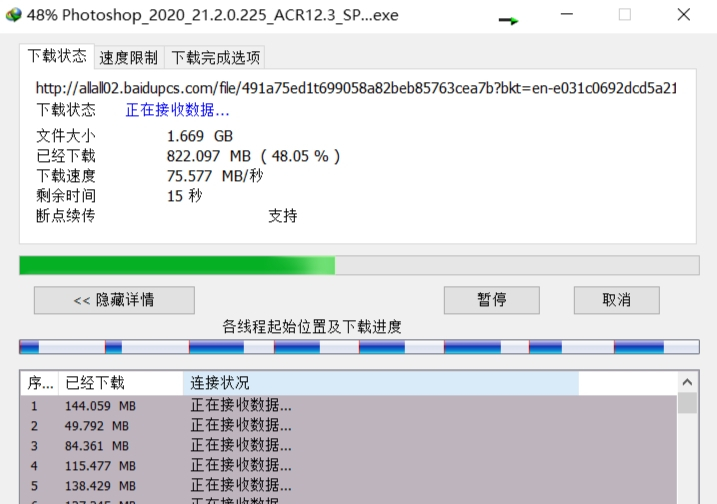 48% Photoshop_2020_21.2.0.225_ACR12.3_SP...exe
下载状态 速度限制 下载完成选项
http://allall02.baidupcs.com/file/491a75ed1t699058a82beb85763cea7b?bkt=en-e031c0692dcd5a21
下载状态 正在接收数据...
文件大小 1.669 GB
已经下载 822.097 MB ( 48.05 % )
下载速度 75.577 MB/秒
剩余时间 15 秒
断点续传 支持
<< 隐藏详情 暂停 取消
各线程起始位置及下载进度
序... 已经下载 连接状况
1 144.059 MB 正在接收数据...
2 49.792 MB 正在接收数据...
3 84.361 MB 正在接收数据...
4 115.477 MB 正在接收数据...
5 138.429 MB 正在接收数据...